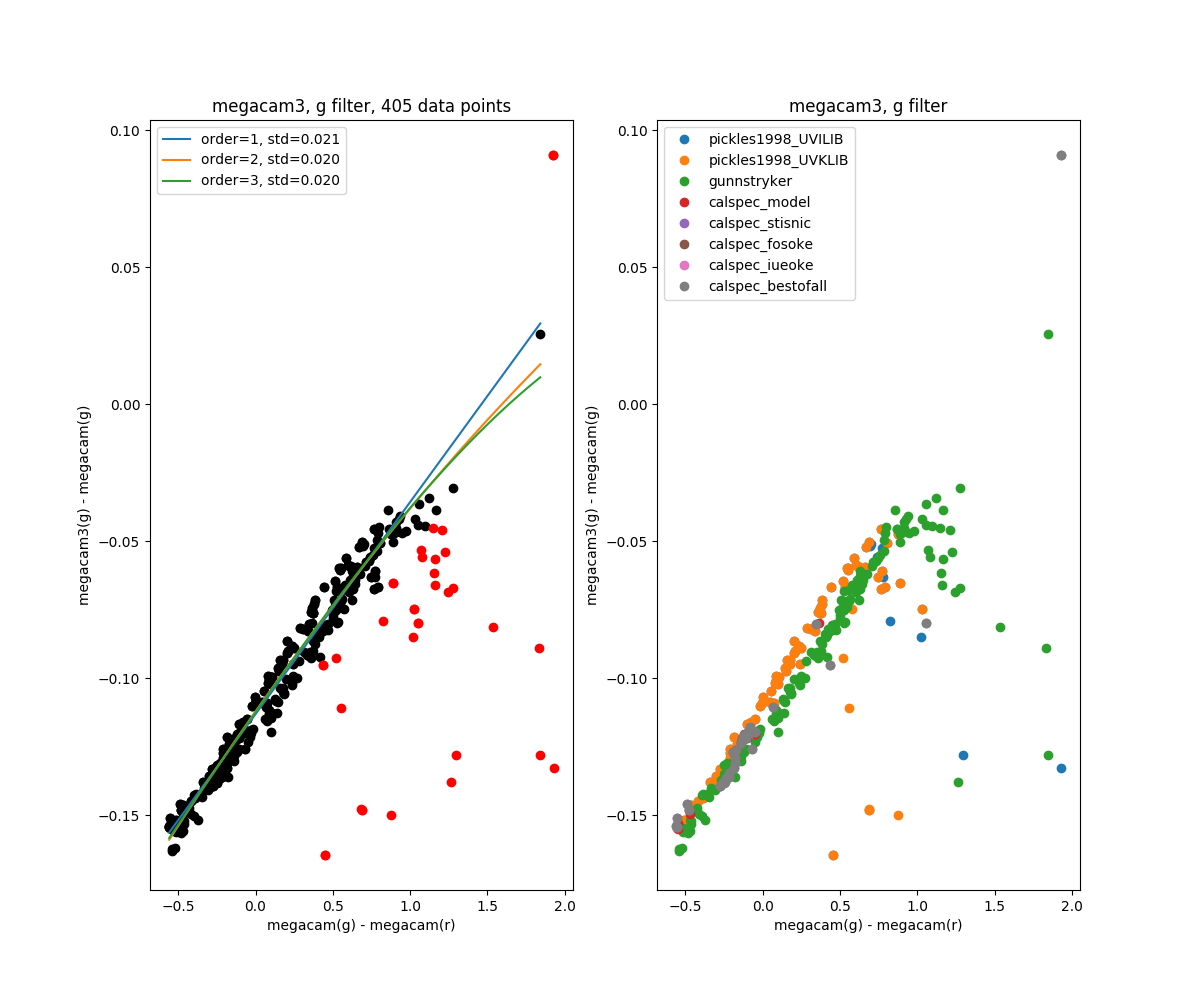 megacam3, g filter, 405 data points
order=1, std=0.021
order=2, std=0.020
order=3, std=0.020
0.10
0.05
0.00
−0.05
−0.10
−0.15
megacam3(g) - megacam(g)
−0.5 0.0 0.5 1.0 1.5 2.0
megacam(g) - megacam(r)
megacam3, g filter
pickles1998_UVILIB
pickles1998_UVKLIB
gunnstryker
calspec_model
calspec_stisnic
calspec_fosoke
calspec_iueoke
calspec_bestofall
0.10
0.05
0.00
−0.05
−0.10
−0.15
megacam3(g) - megacam(g)
−0.5 0.0 0.5 1.0 1.5 2.0
megacam(g) - megacam(r)